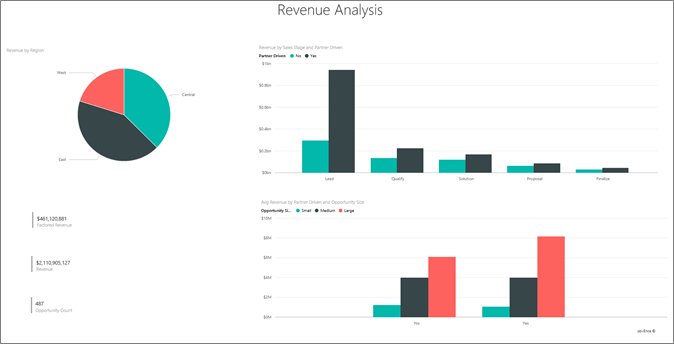 Revenue Analysis
Revenue by Region
West
Central
East
$461,120,881
Factored Revenue
$2,110,905,127
Revenue
487
Opportunity Count
Revenue by Sales Stage and Partner Driven
Partner Driven No Yes
$1bn
$0.8bn
$0.6bn
$0.4bn
$0.2bn
$0bn
Lead Qualify Solution Proposal Finalize
Avg Revenue by Partner Driven and Opportunity Size
Opportunity Si... Small Medium Large
$10M
$8M
$6M
$4M
$2M
$0M
No Yes
obviEnce ©